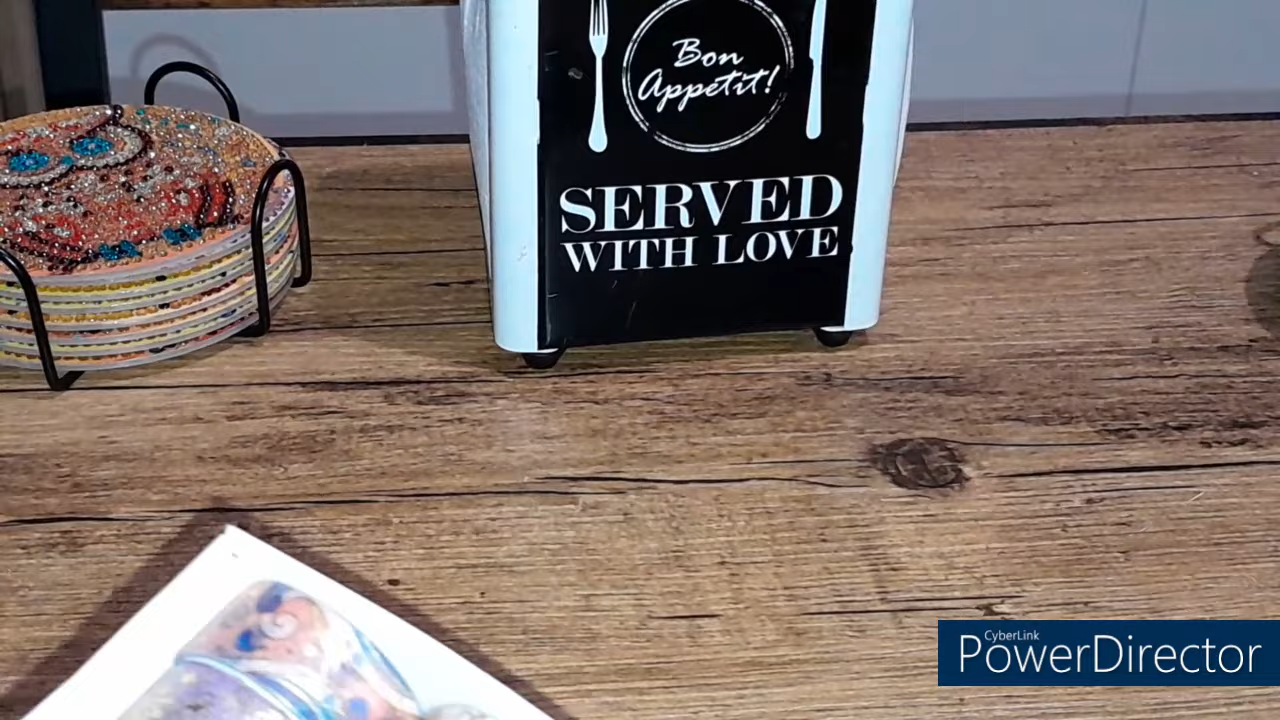 Bon
Appetit!
SERVED
WITH LOVE
CyberLink
PowerDirector